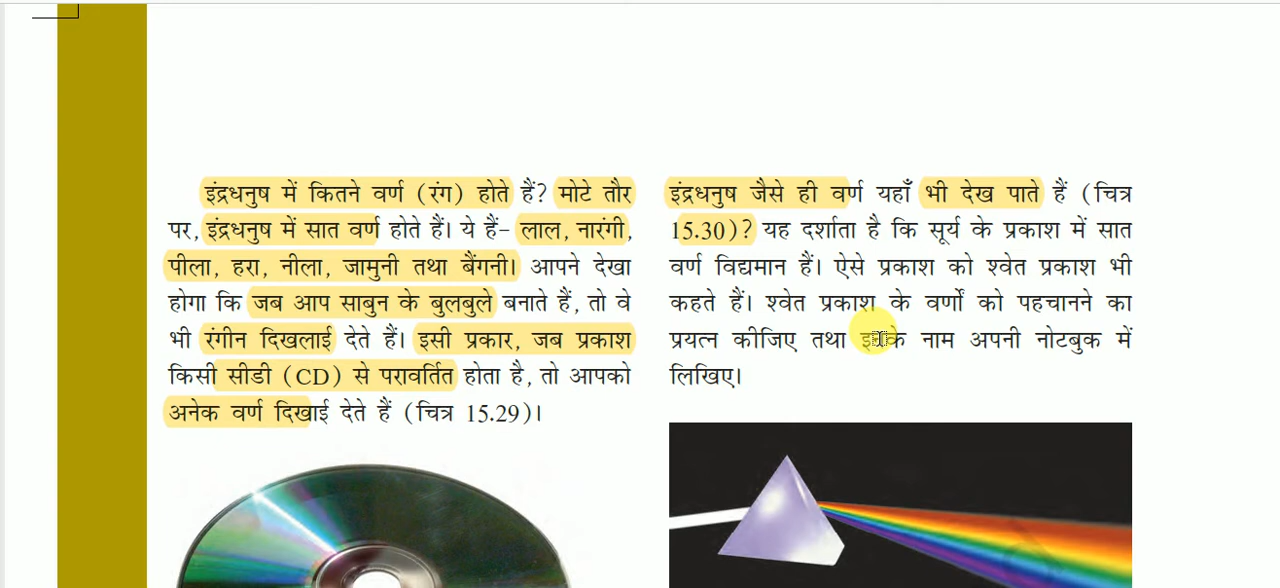 इंद्रधनुष में कितने वर्ण (रंग) होते हैं? मोटे तौर
पर, इंद्रधनुष में सात वर्ण होते हैं। ये हैं– लाल, नारंगी,
पीला, हरा, नीला, जामुनी तथा बैंगनी। आपने देखा
होगा कि जब आप साबुन के बुलबुले बनाते हैं, तो वे
भी रंगीन दिखलाई देते हैं। इसी प्रकार, जब प्रकाश
किसी सीडी (CD) से परावर्तित होता है, तो आपको
अनेक वर्ण दिखाई देते हैं (चित्र 15.29)।
इंद्रधनुष जैसे ही वर्ण यहाँ भी देख पाते हैं (चित्र
15.30)? यह दर्शाता है कि सूर्य के प्रकाश में सात
वर्ण विद्यमान हैं। ऐसे प्रकाश को श्वेत प्रकाश भी
कहते हैं। श्वेत प्रकाश के वर्णों को पहचानने का
प्रयत्न कीजिए तथा इनके नाम अपनी नोटबुक में
लिखिए।